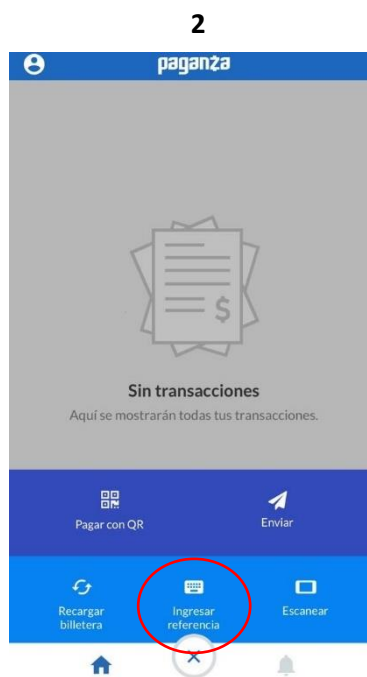 2
paganza
$
Sin transacciones
Aquí se mostrarán todas tus transacciones.
Pagar con QR
Enviar
Recargar
billetera
Ingresar
referencia
Escanear